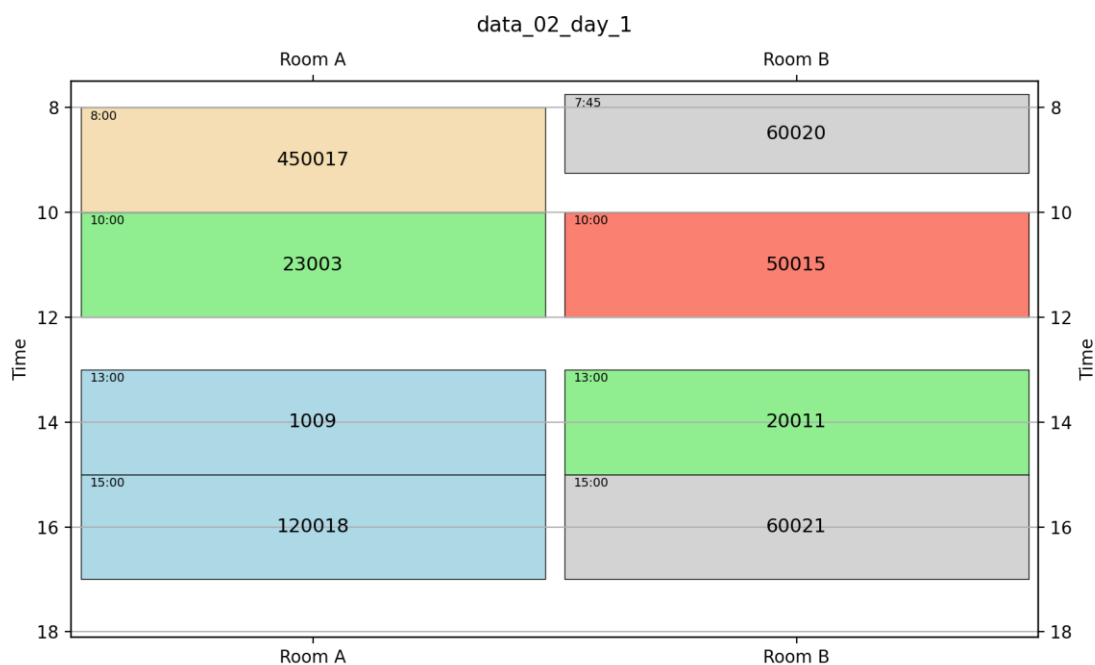 data_02_day_1
Room A Room B
8 8:00 7:45 8
450017 60020
10 10:00 10:00 10
23003 50015
12 12
Time Time
13:00 13:00
14 1009 20011 14
15:00 15:00
16 120018 60021 16
18 18
Room A Room B